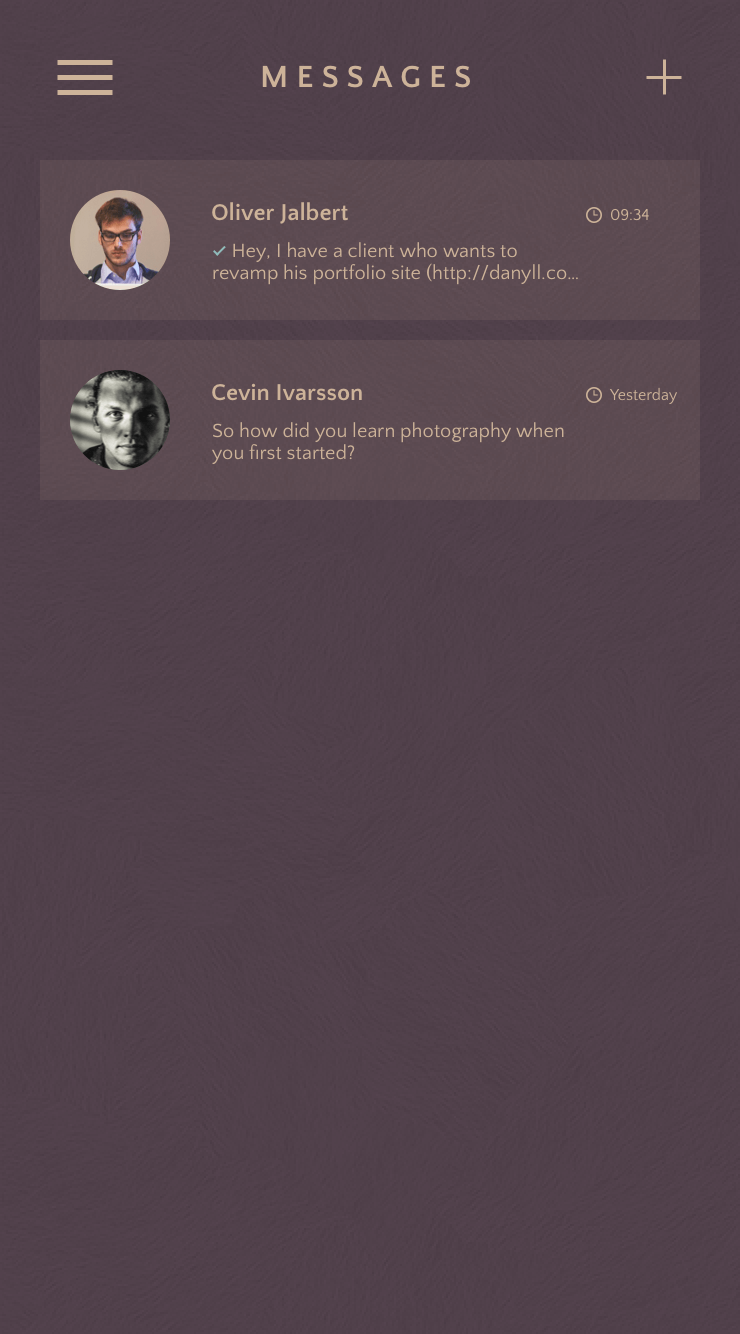 MESSAGES
Oliver Jalbert
09:34
Hey, I have a client who wants to
revamp his portfolio site (http://danyll.co...
Cevin Ivarsson
Yesterday
So how did you learn photography when
you first started?